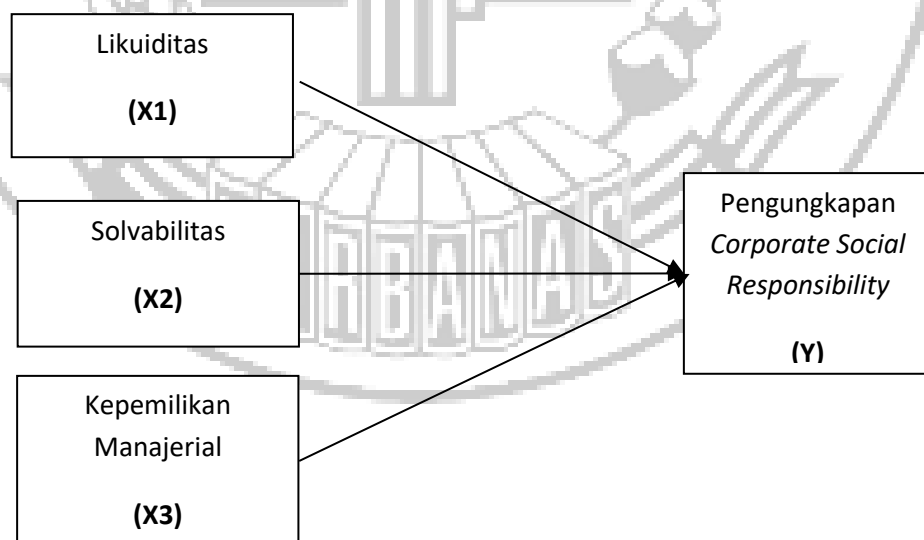 Likuiditas
(X1)
Solvabilitas
(X2)
Kepemilikan
Manajerial
(X3)
Pengungkapan
Corporate Social
Responsibility
(Y)